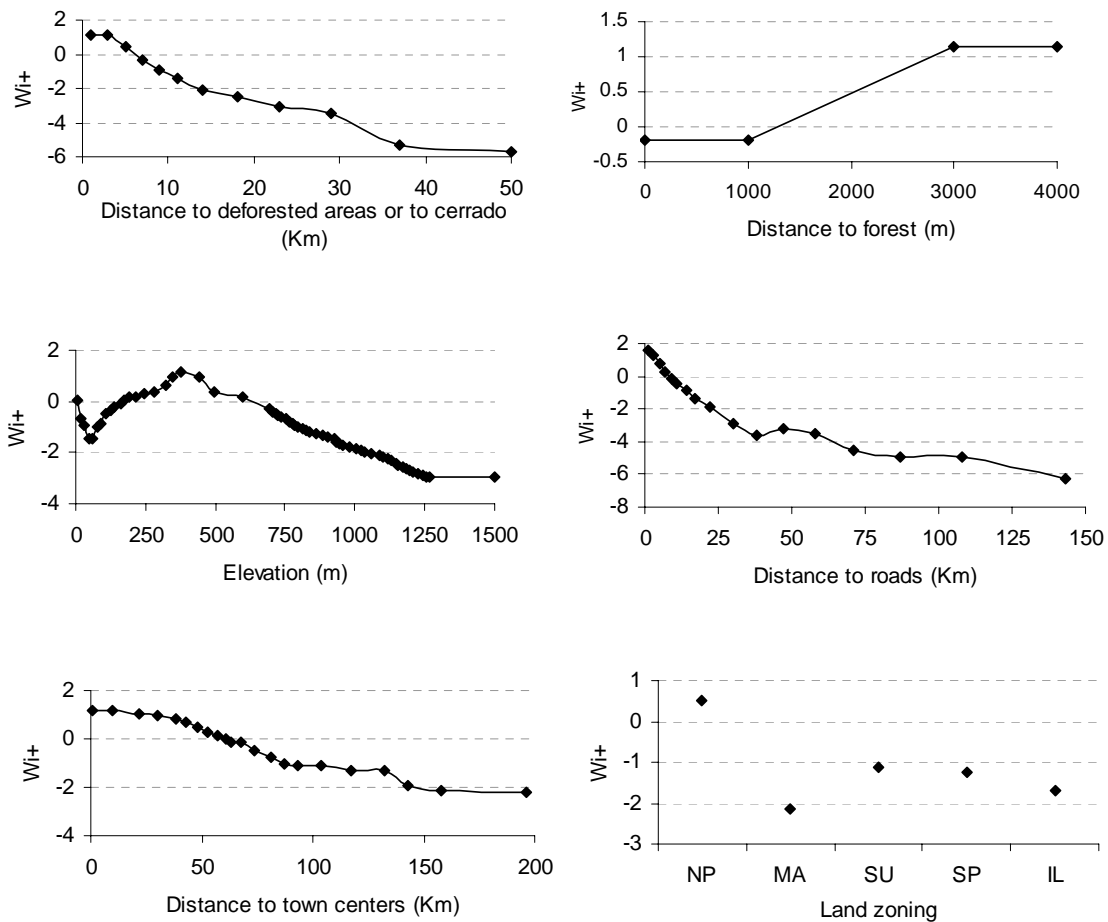 2
0
-2
-4
-6
Wi+
0 10 20 30 40 50
Distance to deforested areas or to cerrado
(Km)
1.5
1
0.5
0
-0.5
Wi+
0 1000 2000 3000 4000
Distance to forest (m)
2
0
-2
-4
Wi+
0 250 500 750 1000 1250 1500
Elevation (m)
2
0
-2
-4
-6
-8
Wi+
0 25 50 75 100 125 150
Distance to roads (Km)
2
0
-2
-4
Wi+
0 50 100 150 200
Distance to town centers (Km)
1
0
-1
-2
-3
Wi+
NP MA SU SP IL
Land zoning